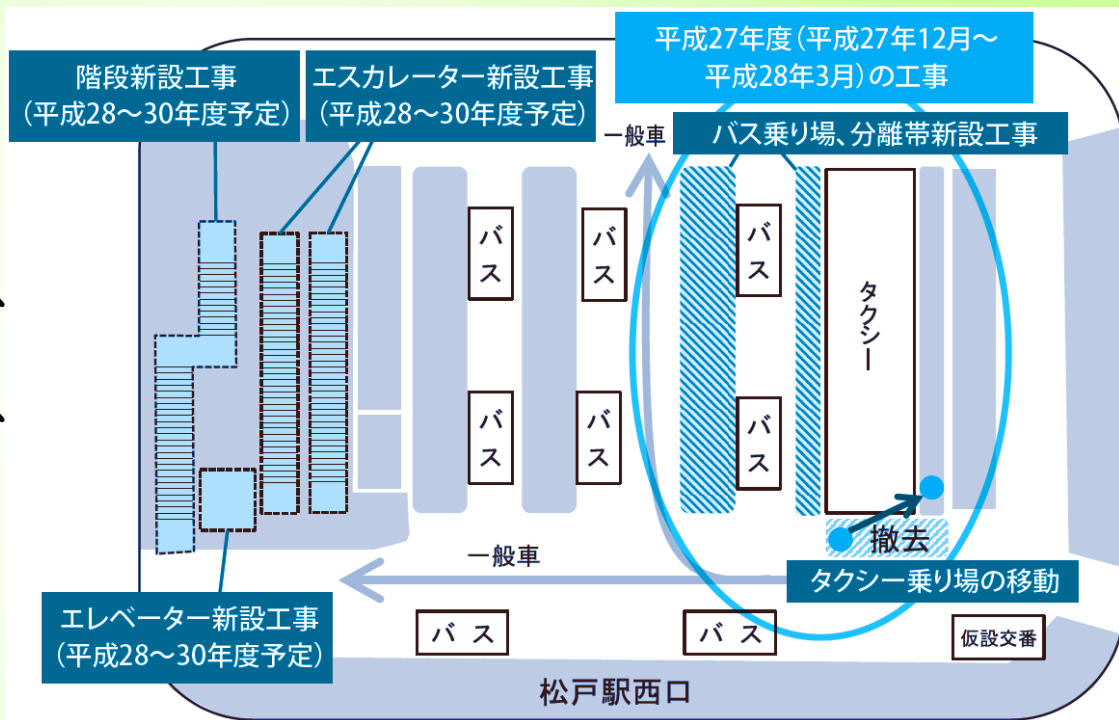 平成27年度(平成27年12月～
平成28年3月)の工事
階段新設工事
(平成28～30年度予定)
エスカレーター新設工事
(平成28～30年度予定)
一般車
バス乗り場、分離帯新設工事
バス
バス
バス
タクシー
バス
バス
バス
撤去
一般車
タクシー乗り場の移動
エレベーター新設工事
(平成28～30年度予定)
バス
バス
仮設交番
松戸駅西口